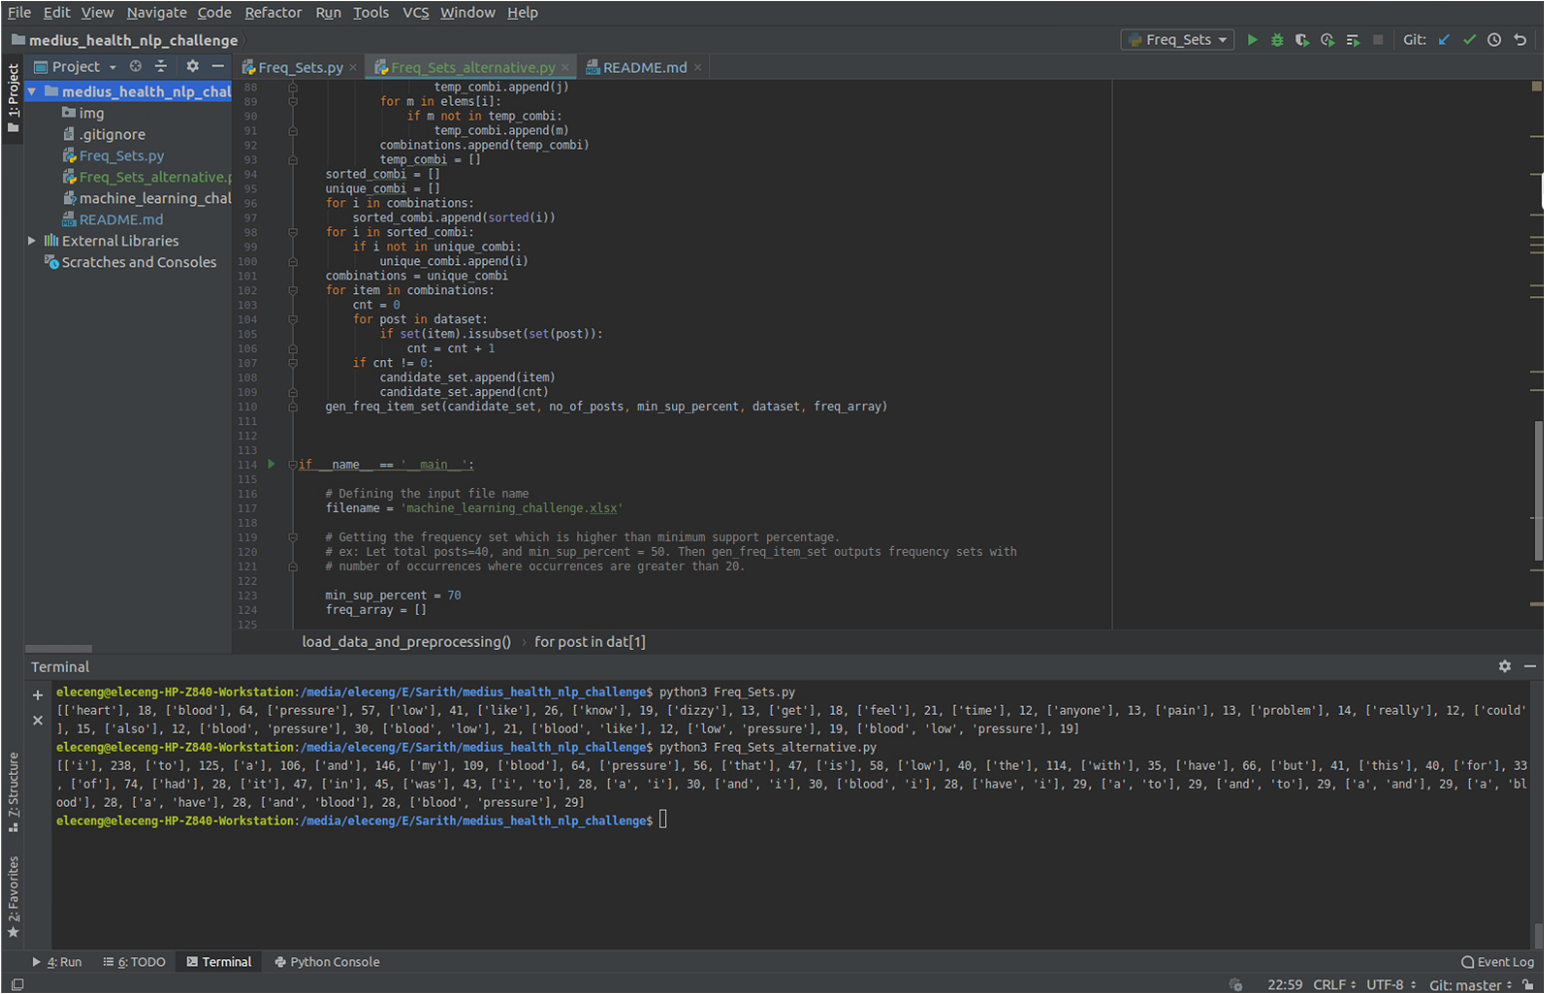 File Edit View Navigate Code Refactor Run Tools VCS Window Help
medius_health_nlp_challenge
Freq_Sets
Git:
Project
Freq_Sets.py
Freq_Sets_alternative.py
README.md
1: Project
medius_health_nlp_chal
img
.gitignore
Freq_Sets.py
Freq_Sets_alternative.p
machine_learning_chal
README.md
External Libraries
Scratches and Consoles
88 temp_combi.append(j)
89 for m in elems[i]:
90 if m not in temp_combi:
91 temp_combi.append(m)
92 combinations.append(temp_combi)
93 temp_combi = []
94 sorted_combi = []
95 unique_combi = []
96 for i in combinations:
97 sorted_combi.append(sorted(i))
98 for i in sorted_combi:
99 if i not in unique_combi:
100 unique_combi.append(i)
101 combinations = unique_combi
102 for item in combinations:
103 cnt = 0
104 for post in dataset:
105 if set(item).issubset(set(post)):
106 cnt = cnt + 1
107 if cnt != 0:
108 candidate_set.append(item)
109 candidate_set.append(cnt)
110 gen_freq_item_set(candidate_set, no_of_posts, min_sup_percent, dataset, freq_array)
111
112
113
114 if __name__ == '__main__':
115
116 # Defining the input file name
117 filename = 'machine_learning_challenge.xlsx'
118
119 # Getting the frequency set which is higher than minimum support percentage.
120 # ex: Let total posts=40, and min_sup_percent = 50. Then gen_freq_item_set outputs frequency sets with
121 # number of occurrences where occurrences are greater than 20.
122
123 min_sup_percent = 70
124 freq_array = []
125
load_data_and_preprocessing() › for post in dat[1]
Terminal
eleceng@eleceng-HP-Z840-Workstation:/media/eleceng/E/Sarith/medius_health_nlp_challenge$ python3 Freq_Sets.py
[['heart'], 18, ['blood'], 64, ['pressure'], 57, ['low'], 41, ['like'], 26, ['know'], 19, ['dizzy'], 13, ['get'], 18, ['feel'], 21, ['time'], 12, ['anyone'], 13, ['pain'], 13, ['problem'], 14, ['really'], 12, ['could'
], 15, ['also'], 12, ['blood', 'pressure'], 30, ['blood', 'low'], 21, ['blood', 'like'], 12, ['low', 'pressure'], 19, ['blood', 'low', 'pressure'], 19]
eleceng@eleceng-HP-Z840-Workstation:/media/eleceng/E/Sarith/medius_health_nlp_challenge$ python3 Freq_Sets_alternative.py
[['i'], 238, ['to'], 125, ['a'], 106, ['and'], 146, ['my'], 109, ['blood'], 64, ['pressure'], 56, ['that'], 47, ['is'], 58, ['low'], 40, ['the'], 114, ['with'], 35, ['have'], 66, ['but'], 41, ['this'], 40, ['for'], 33
, ['of'], 74, ['had'], 28, ['it'], 47, ['in'], 45, ['was'], 43, ['i', 'to'], 28, ['a', 'i'], 30, ['and', 'i'], 30, ['blood', 'i'], 28, ['have', 'i'], 29, ['a', 'to'], 29, ['and', 'to'], 29, ['a', 'and'], 29, ['a', 'bl
ood'], 28, ['a', 'have'], 28, ['and', 'blood'], 28, ['blood', 'pressure'], 29]
eleceng@eleceng-HP-Z840-Workstation:/media/eleceng/E/Sarith/medius_health_nlp_challenge$
7: Structure
2: Favorites
4: Run 6: TODO Terminal Python Console Event Log
22:59 CRLF UTF-8 Git: master